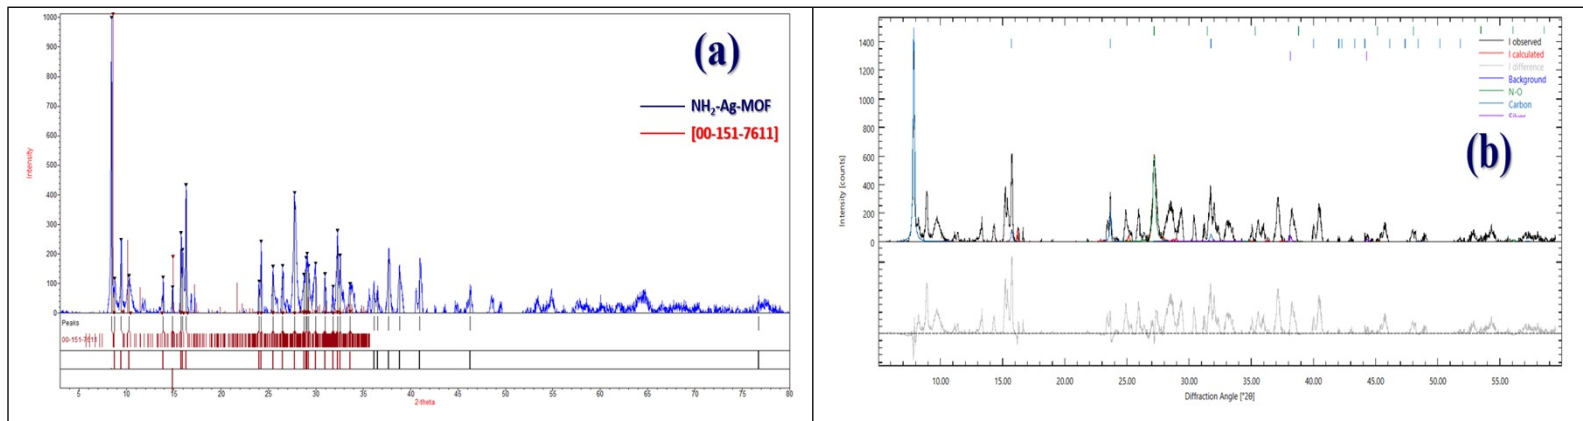 (a)
NH₂-Ag-MOF
[00-151-7611]
Intensity
1000
900
800
700
600
500
400
300
200
100
0
Peaks
00-151-7611
5 10 15 20 25 30 35 40 45 50 55 60 65 70 75 80
2-theta
(b)
I observed
I calculated
I difference
Background
N-O
Carbon
Silver
Intensity [counts]
1400
1200
1000
800
600
400
200
0
10.00 15.00 20.00 25.00 30.00 35.00 40.00 45.00 50.00 55.00
Diffraction Angle [°2θ]